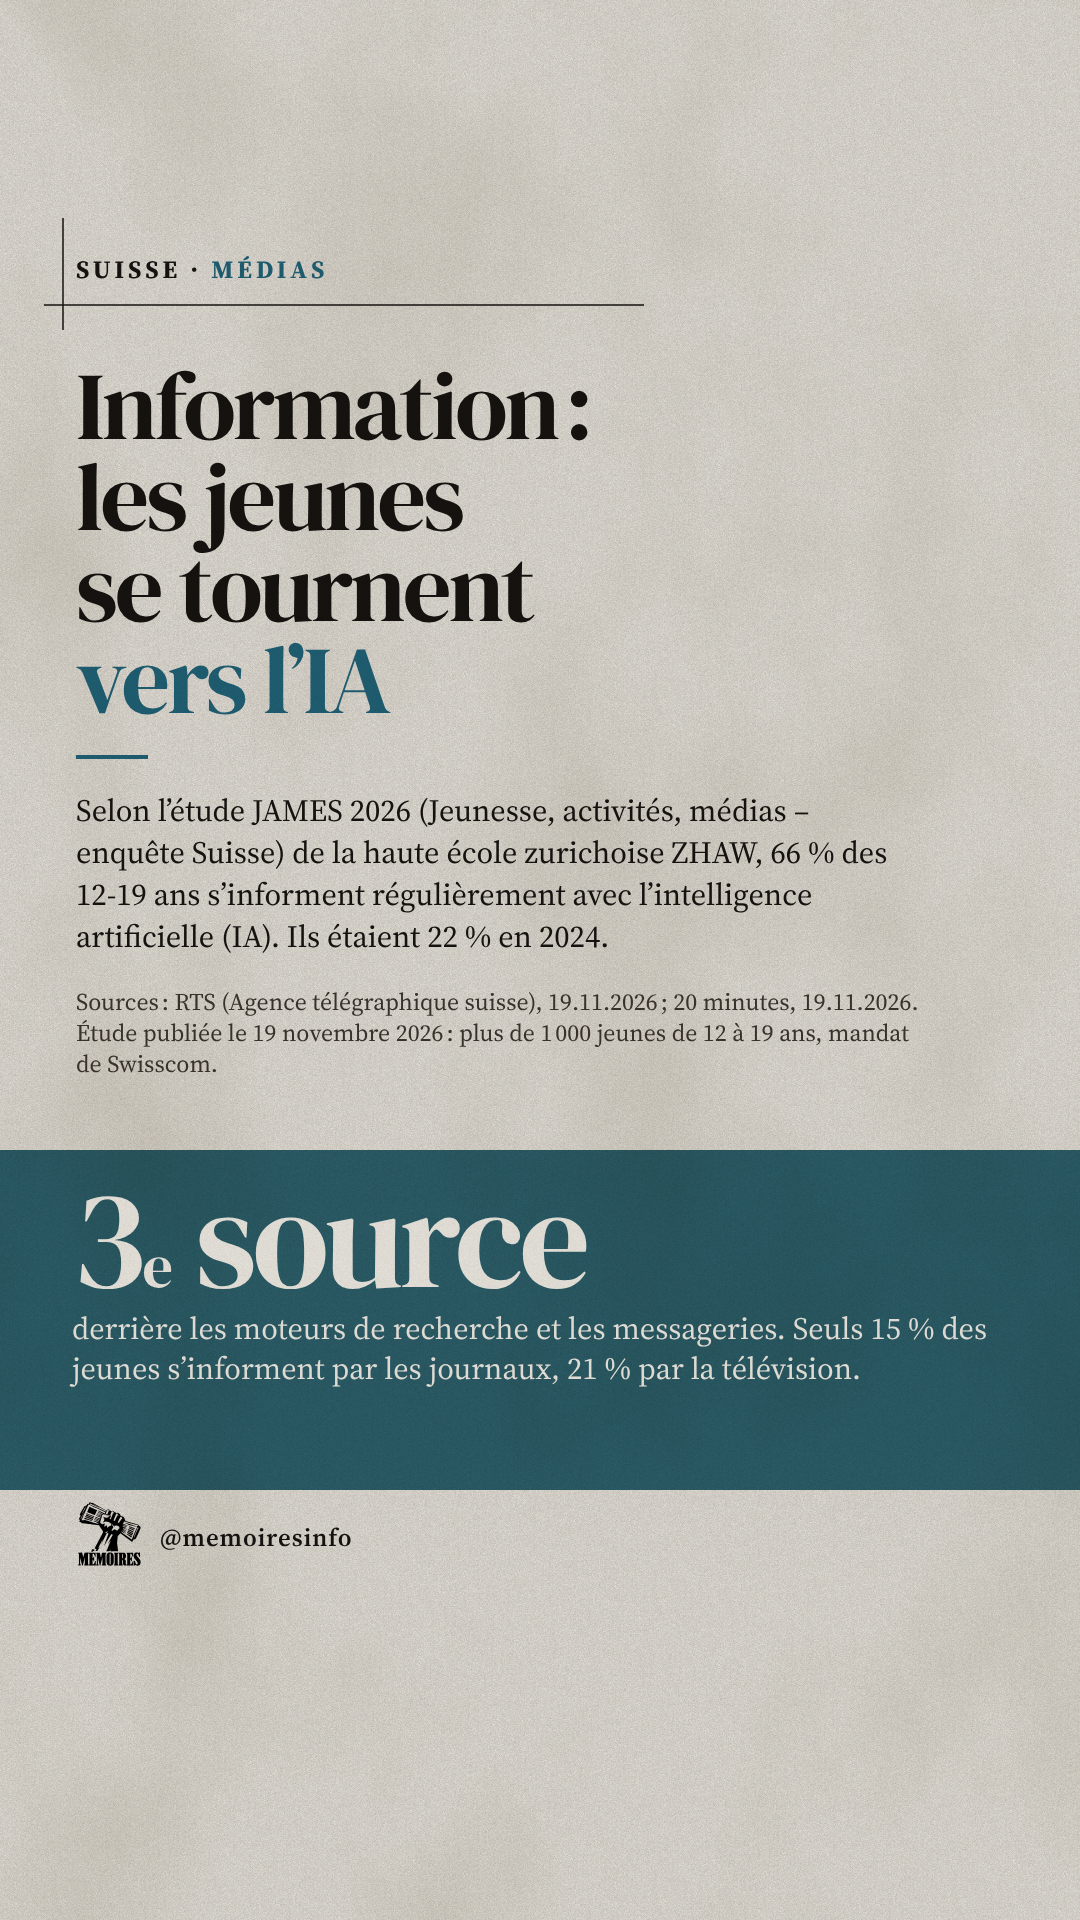 SUISSE · MÉDIAS
Information :
les jeunes
se tournent
vers l’IA
Selon l’étude JAMES 2026 (Jeunesse, activités, médias –
enquête Suisse) de la haute école zurichoise ZHAW, 66 % des
12-19 ans s’informent régulièrement avec l’intelligence
artificielle (IA). Ils étaient 22 % en 2024.
Sources : RTS (Agence télégraphique suisse), 19.11.2026 ; 20 minutes, 19.11.2026.
Étude publiée le 19 novembre 2026 : plus de 1 000 jeunes de 12 à 19 ans, mandat
de Swisscom.
3e source
derrière les moteurs de recherche et les messageries. Seuls 15 % des
jeunes s’informent par les journaux, 21 % par la télévision.
MÉMOIRES
@memoiresinfo